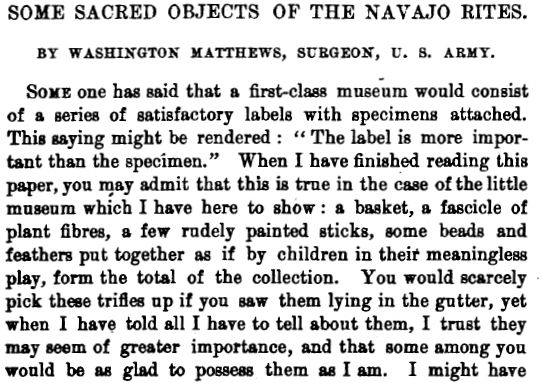 SOME SACRED OBJECTS OF THE NAVAJO RITES.
BY WASHINGTON MATTHEWS, SURGEON, U. S. ARMY.
SOME one has said that a first-class museum would consist
of a series of satisfactory labels with specimens attached.
This saying might be rendered : “ The label is more impor-
tant than the specimen.” When I have finished reading this
paper, you may admit that this is true in the case of the little
museum which I have here to show : a basket, a fascicle of
plant fibres, a few rudely painted sticks, some beads and
feathers put together as if by children in their meaningless
play, form the total of the collection. You would scarcely
pick these trifles up if you saw them lying in the gutter, yet
when I have told all I have to tell about them, I trust they
may seem of greater importance, and that some among you
would be as glad to possess them as I am. I might have